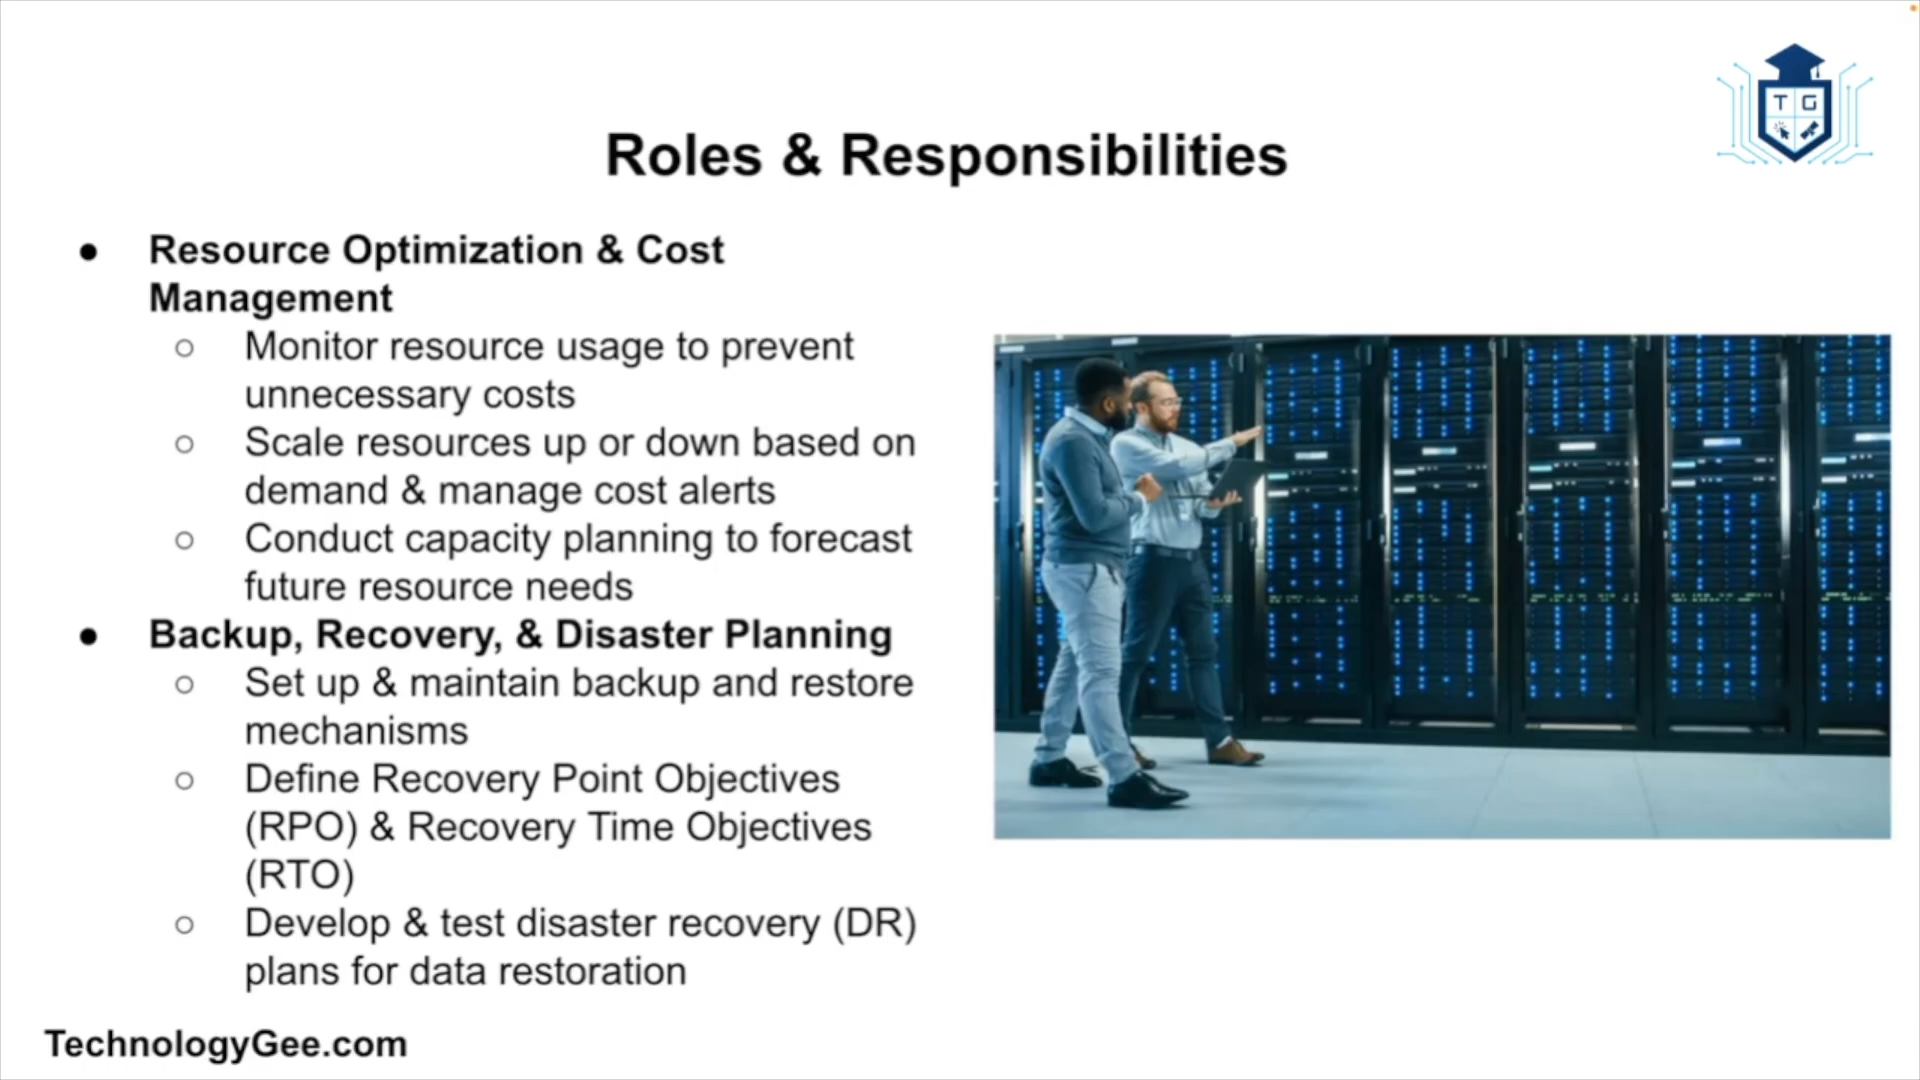 T G
Roles & Responsibilities
● Resource Optimization & Cost
Management
○ Monitor resource usage to prevent
unnecessary costs
○ Scale resources up or down based on
demand & manage cost alerts
○ Conduct capacity planning to forecast
future resource needs
● Backup, Recovery, & Disaster Planning
○ Set up & maintain backup and restore
mechanisms
○ Define Recovery Point Objectives
(RPO) & Recovery Time Objectives
(RTO)
○ Develop & test disaster recovery (DR)
plans for data restoration
TechnologyGee.com